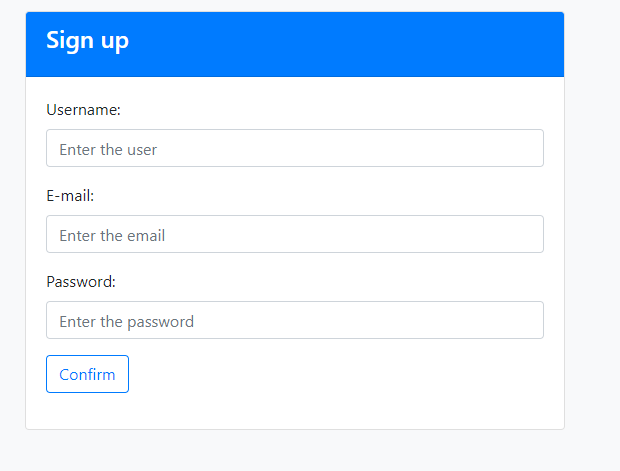 Sign up
Username:
Enter the user
E-mail:
Enter the email
Password:
Enter the password
Confirm